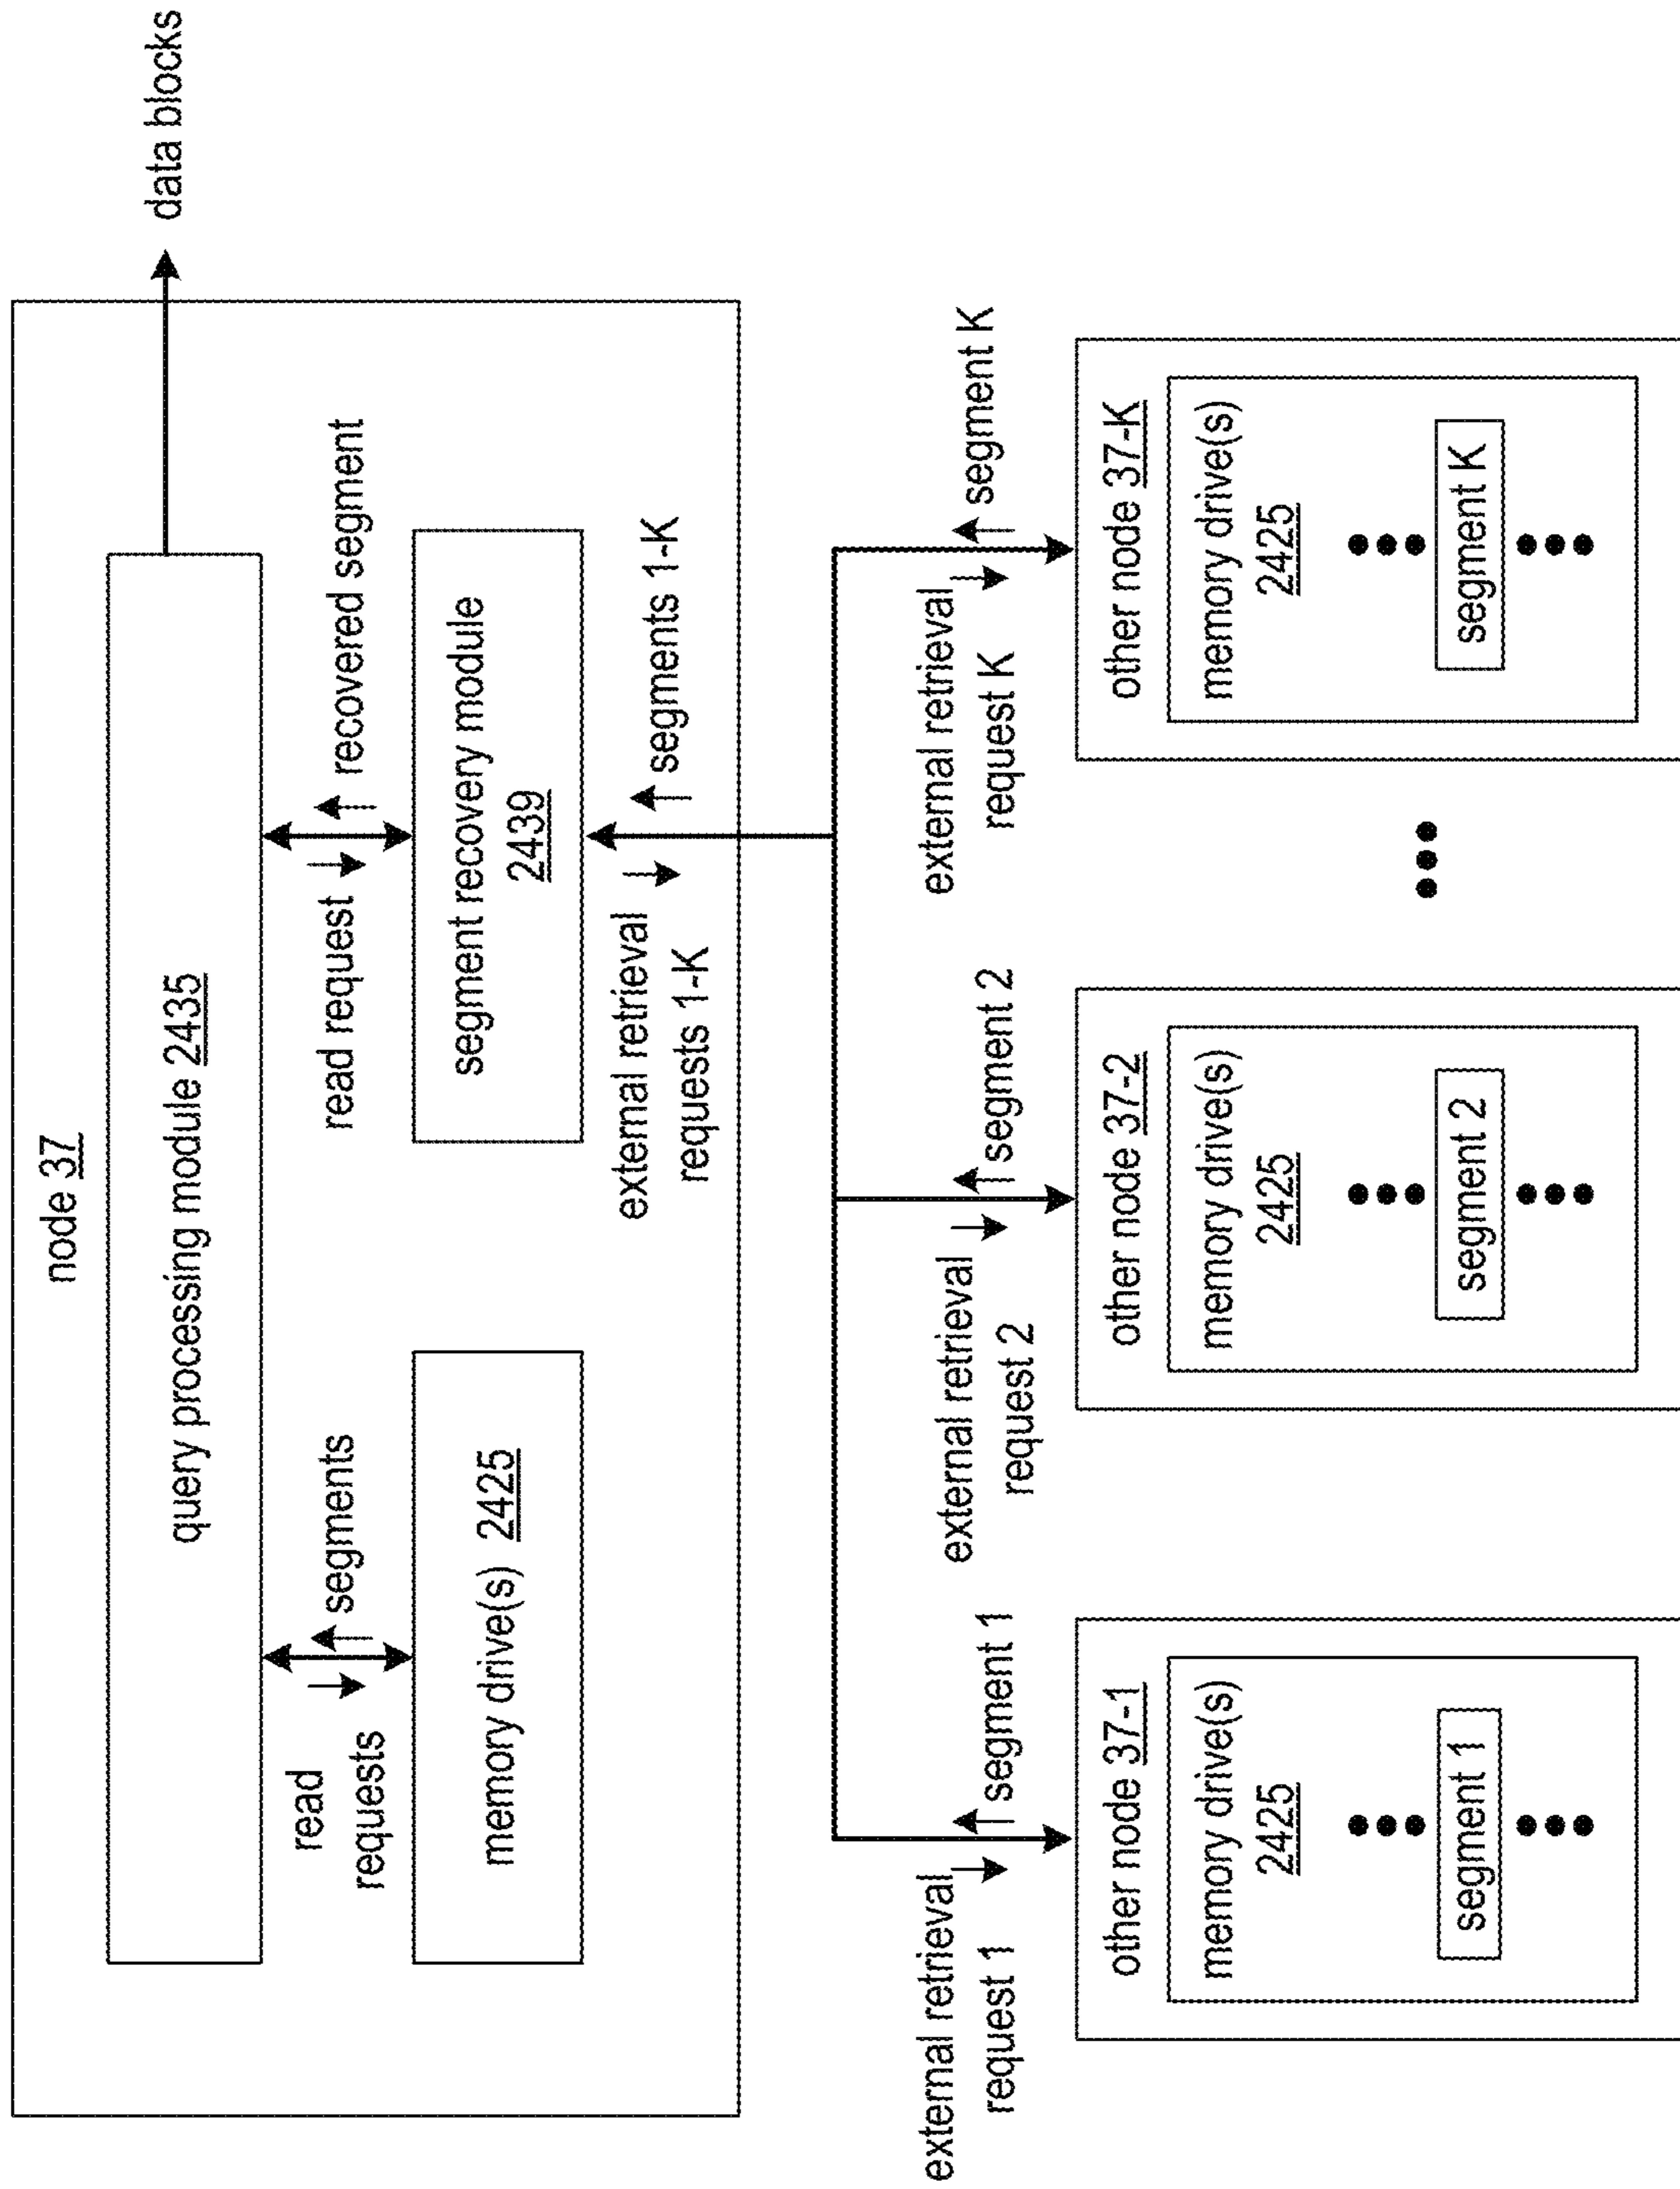 node 37
data blocks
query processing module 2435
read
requests
segments
read request
recovered segment
memory drive(s) 2425
segment recovery module
2439
external retrieval
requests 1-K
segments 1-K
external retrieval
request 1
segment 1
external retrieval
request 2
segment 2
external retrieval
request K
segment K
other node 37-1
memory drive(s)
2425
segment 1
other node 37-2
memory drive(s)
2425
segment 2
other node 37-K
memory drive(s)
2425
segment K